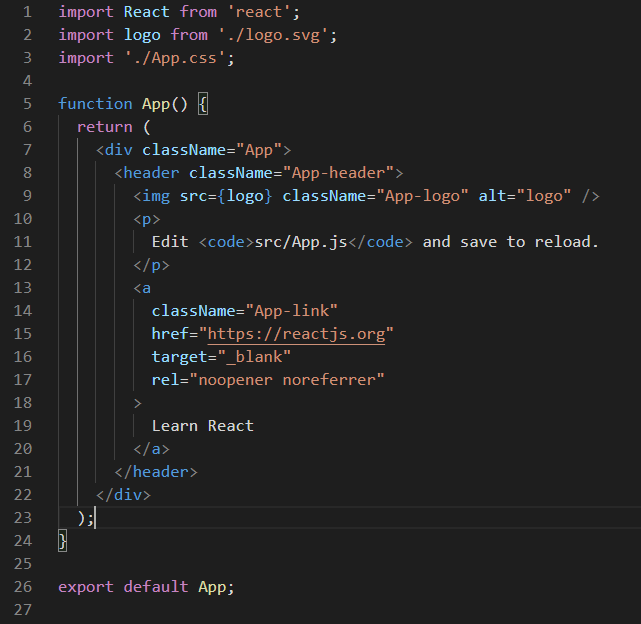 1 import React from 'react';
2 import logo from './logo.svg';
3 import './App.css';
4
5 function App() {
6   return (
7     <div className="App">
8       <header className="App-header">
9         <img src={logo} className="App-logo" alt="logo" />
10         <p>
11           Edit <code>src/App.js</code> and save to reload.
12         </p>
13         <a
14           className="App-link"
15           href="https://reactjs.org"
16           target="_blank"
17           rel="noopener noreferrer"
18         >
19           Learn React
20         </a>
21       </header>
22     </div>
23   );
24 }
25
26 export default App;
27